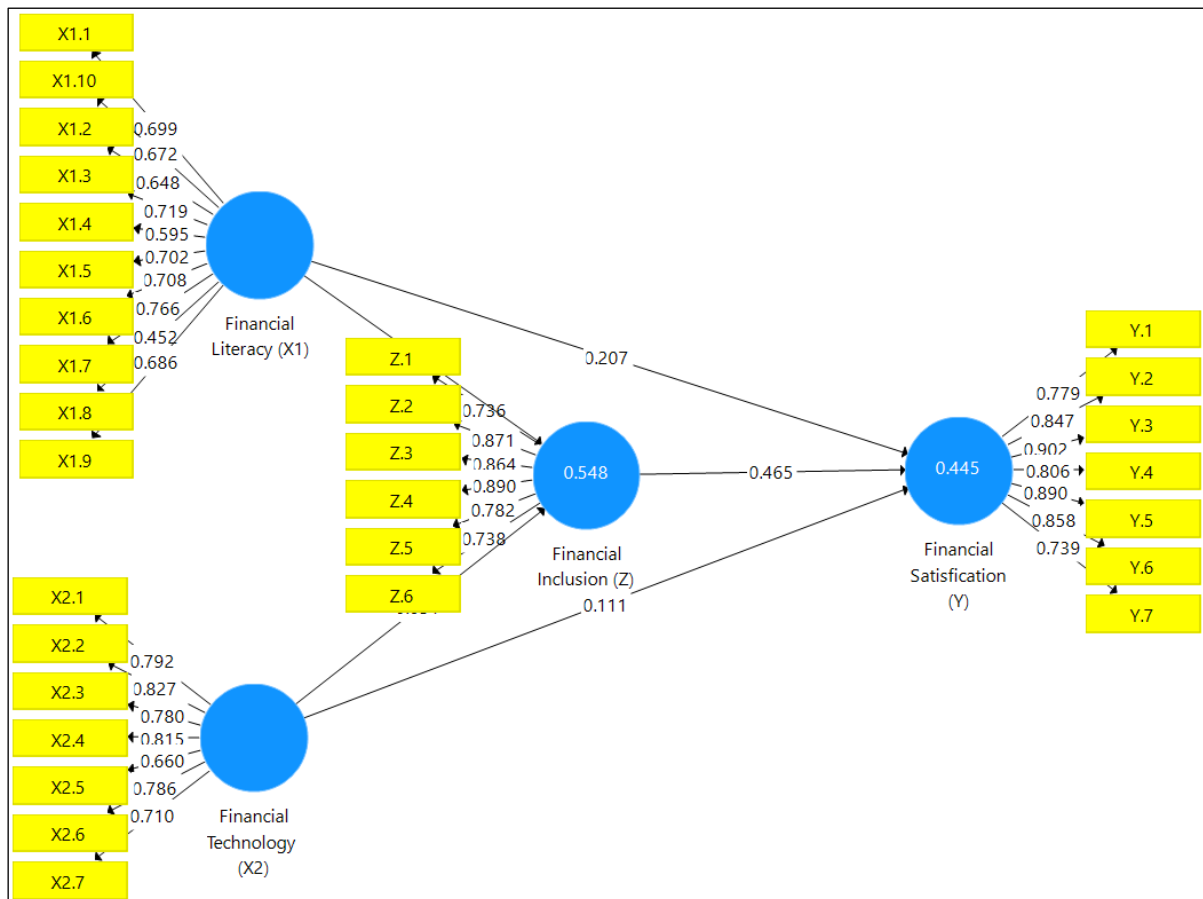 X1.1
X1.10
X1.2
X1.3
X1.4
X1.5
X1.6
X1.7
X1.8
X1.9
0.699
0.672
0.648
0.719
0.595
0.702
0.708
0.766
0.452
0.686
Financial
Literacy (X1)
Z.1
Z.2
Z.3
Z.4
Z.5
Z.6
0.736
0.871
0.864
0.890
0.782
0.738
0.548
Financial
Inclusion (Z)
0.207
0.465
0.111
X2.1
X2.2
X2.3
X2.4
X2.5
X2.6
X2.7
0.792
0.827
0.780
0.815
0.660
0.786
0.710
Financial
Technology
(X2)
0.445
Financial
Satisfication
(Y)
0.779
0.847
0.902
0.806
0.890
0.858
0.739
Y.1
Y.2
Y.3
Y.4
Y.5
Y.6
Y.7